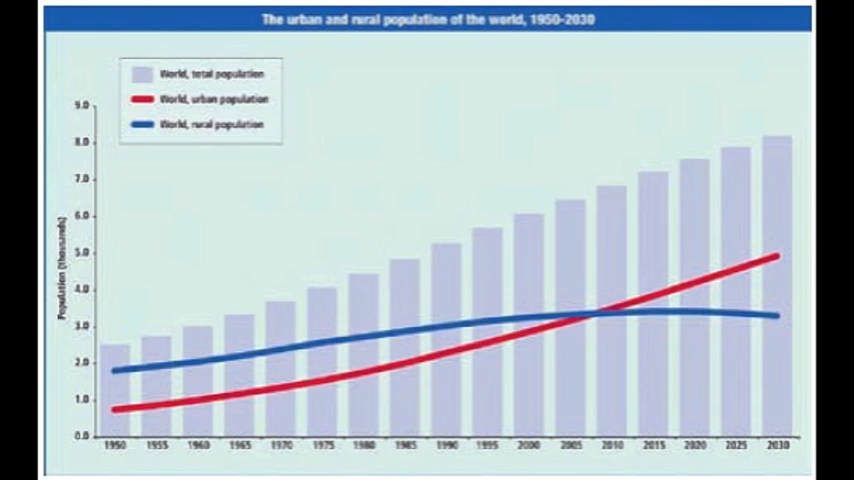 The urban and rural population of the world, 1950-2030
World, total population
World, urban population
World, rural population
9.0
8.0
7.0
6.0
5.0
4.0
3.0
2.0
1.0
0.0
Population (thousands)
1950 1955 1960 1965 1970 1975 1980 1985 1990 1995 2000 2005 2010 2015 2020 2025 2030